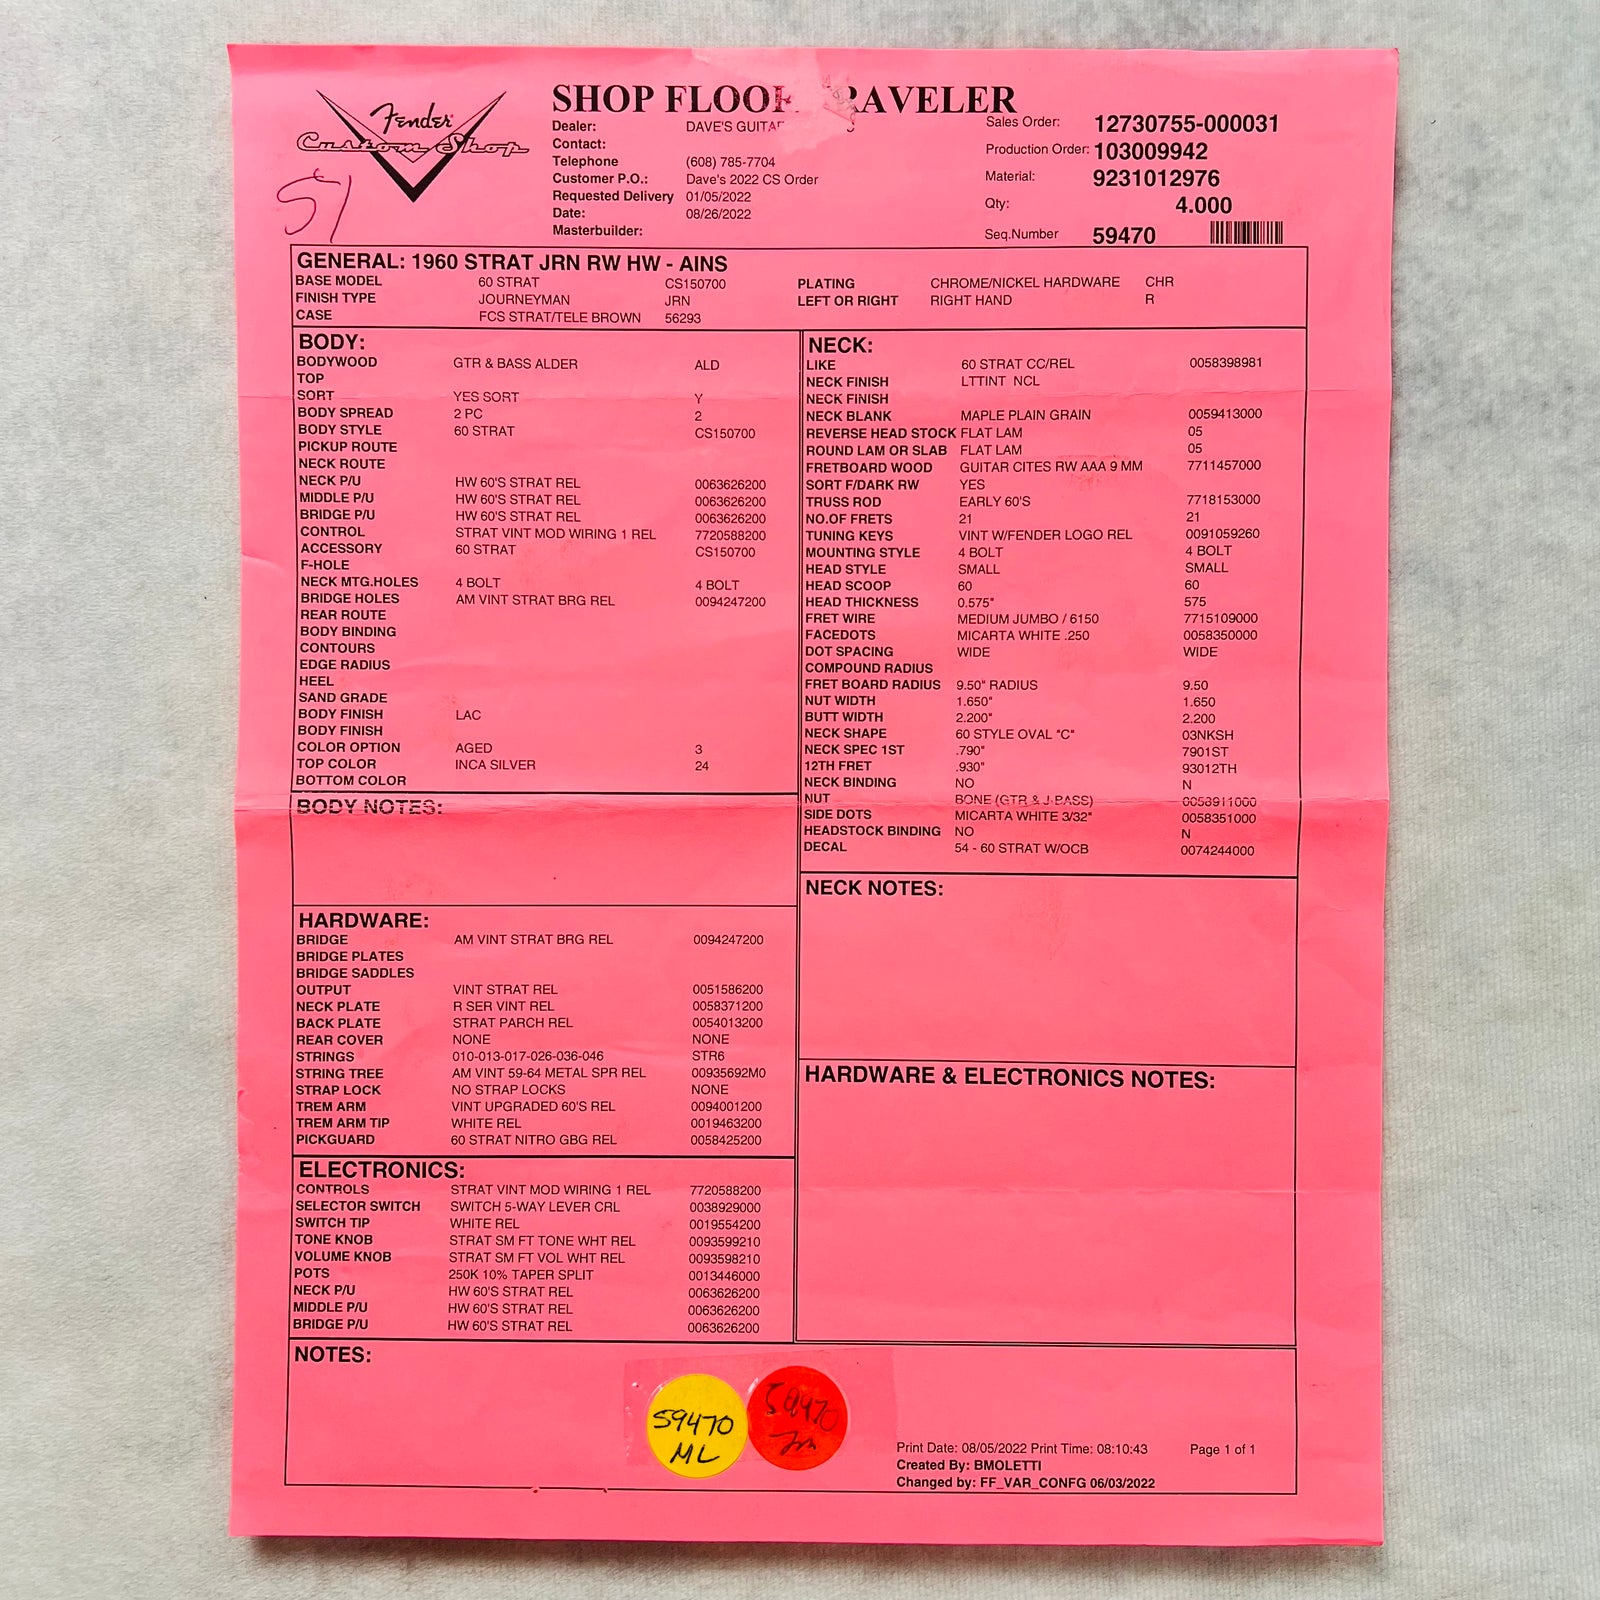 Fender
Custom Shop
SHOP FLOOR TRAVELER
Dealer: DAVE'S GUITAR
Contact:
Telephone (608) 785-7704
Customer P.O.: Dave's 2022 CS Order
Requested Delivery 01/05/2022
Date: 08/26/2022
Masterbuilder:
Sales Order: 12730755-000031
Production Order: 103009942
Material: 9231012976
Qty: 4.000
Seq.Number 59470
GENERAL: 1960 STRAT JRN RW HW - AINS
BASE MODEL 60 STRAT CS150700 PLATING CHROME/NICKEL HARDWARE CHR
FINISH TYPE JOURNEYMAN JRN LEFT OR RIGHT RIGHT HAND R
CASE FCS STRAT/TELE BROWN 56293
BODY:
BODYWOOD GTR & BASS ALDER ALD
TOP
SORT YES SORT Y
BODY SPREAD 2 PC 2
BODY STYLE 60 STRAT CS150700
PICKUP ROUTE
NECK ROUTE
NECK P/U HW 60'S STRAT REL 0063626200
MIDDLE P/U HW 60'S STRAT REL 0063626200
BRIDGE P/U HW 60'S STRAT REL 0063626200
CONTROL STRAT VINT MOD WIRING 1 REL 7720588200
ACCESSORY 60 STRAT CS150700
F-HOLE
NECK MTG.HOLES 4 BOLT 4 BOLT
BRIDGE HOLES AM VINT STRAT BRG REL 0094247200
REAR ROUTE
BODY BINDING
CONTOURS
EDGE RADIUS
HEEL
SAND GRADE
BODY FINISH LAC
BODY FINISH
COLOR OPTION AGED 3
TOP COLOR INCA SILVER 24
BOTTOM COLOR
BODY NOTES:
HARDWARE:
BRIDGE AM VINT STRAT BRG REL 0094247200
BRIDGE PLATES
BRIDGE SADDLES
OUTPUT VINT STRAT REL 0051586200
NECK PLATE R SER VINT REL 0058371200
BACK PLATE STRAT PARCH REL 0054013200
REAR COVER NONE NONE
STRINGS 010-013-017-026-036-046 STR6
STRING TREE AM VINT 59-64 METAL SPR REL 00935692M0
STRAP LOCK NO STRAP LOCKS NONE
TREM ARM VINT UPGRADED 60'S REL 0094001200
TREM ARM TIP WHITE REL 0019463200
PICKGUARD 60 STRAT NITRO GBG REL 0058425200
ELECTRONICS:
CONTROLS STRAT VINT MOD WIRING 1 REL 7720588200
SELECTOR SWITCH SWITCH 5-WAY LEVER CRL 0038929000
SWITCH TIP WHITE REL 0019554200
TONE KNOB STRAT SM FT TONE WHT REL 0093599210
VOLUME KNOB STRAT SM FT VOL WHT REL 0093598210
POTS 250K 10% TAPER SPLIT 0013446000
NECK P/U HW 60'S STRAT REL 0063626200
MIDDLE P/U HW 60'S STRAT REL 0063626200
BRIDGE P/U HW 60'S STRAT REL 0063626200
NECK:
LIKE 60 STRAT CC/REL 0058398981
NECK FINISH LTTINT NCL
NECK FINISH
NECK BLANK MAPLE PLAIN GRAIN 0059413000
REVERSE HEAD STOCK FLAT LAM 05
ROUND LAM OR SLAB FLAT LAM 05
FRETBOARD WOOD GUITAR CITES RW AAA 9 MM 7711457000
SORT F/DARK RW YES
TRUSS ROD EARLY 60'S 7718153000
NO.OF FRETS 21 21
TUNING KEYS VINT W/FENDER LOGO REL 0091059260
MOUNTING STYLE 4 BOLT 4 BOLT
HEAD STYLE SMALL SMALL
HEAD SCOOP 60 60
HEAD THICKNESS 0.575" 575
FRET WIRE MEDIUM JUMBO / 6150 7715109000
FACEDOTS MICARTA WHITE .250 0058350000
DOT SPACING WIDE WIDE
COMPOUND RADIUS
FRET BOARD RADIUS 9.50" RADIUS 9.50
NUT WIDTH 1.650" 1.650
BUTT WIDTH 2.200" 2.200
NECK SHAPE 60 STYLE OVAL "C" 03NKSH
NECK SPEC 1ST .790" 7901ST
12TH FRET .930" 93012TH
NECK BINDING NO N
NUT BONE (GTR & J-BASS) 0058911000
SIDE DOTS MICARTA WHITE 3/32" 0058351000
HEADSTOCK BINDING NO N
DECAL 54 - 60 STRAT W/OCB 0074244000
NECK NOTES:
HARDWARE & ELECTRONICS NOTES:
NOTES:
59470
ML
59470
Print Date: 08/05/2022 Print Time: 08:10:43 Page 1 of 1
Created By: BMOLETTI
Changed by: FF_VAR_CONFG 06/03/2022